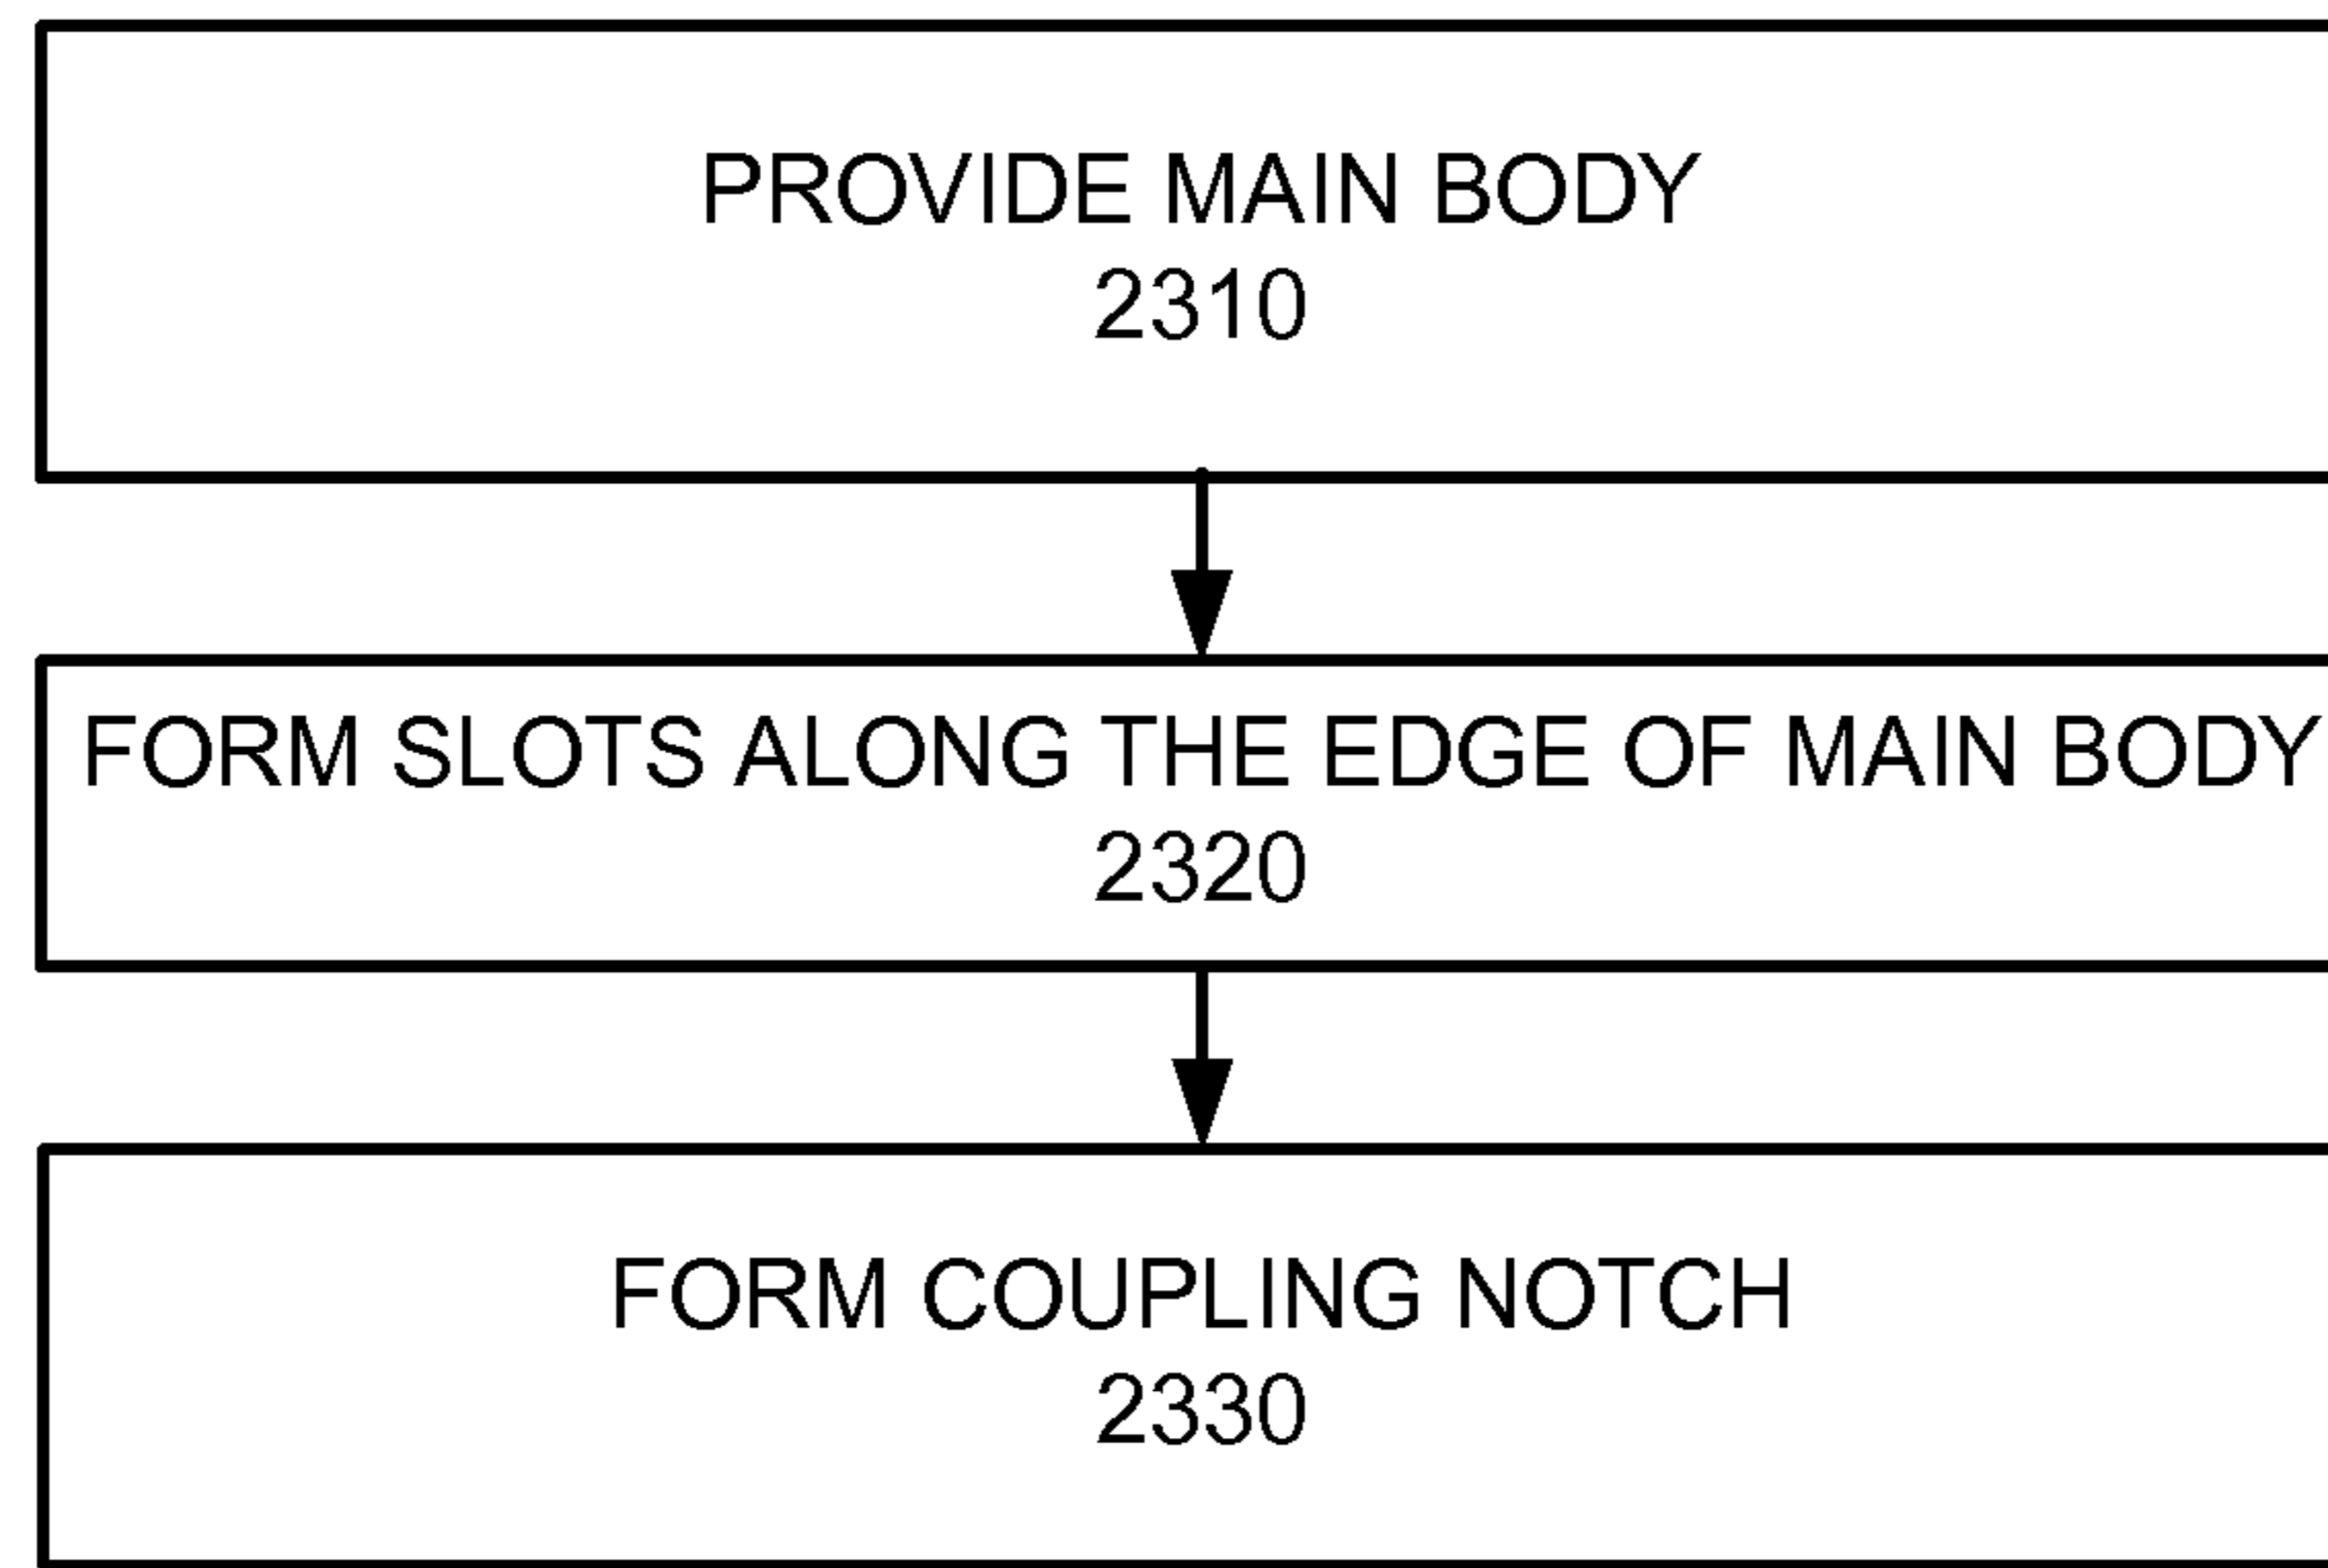 PROVIDE MAIN BODY
2310
FORM SLOTS ALONG THE EDGE OF MAIN BODY
2320
FORM COUPLING NOTCH
2330